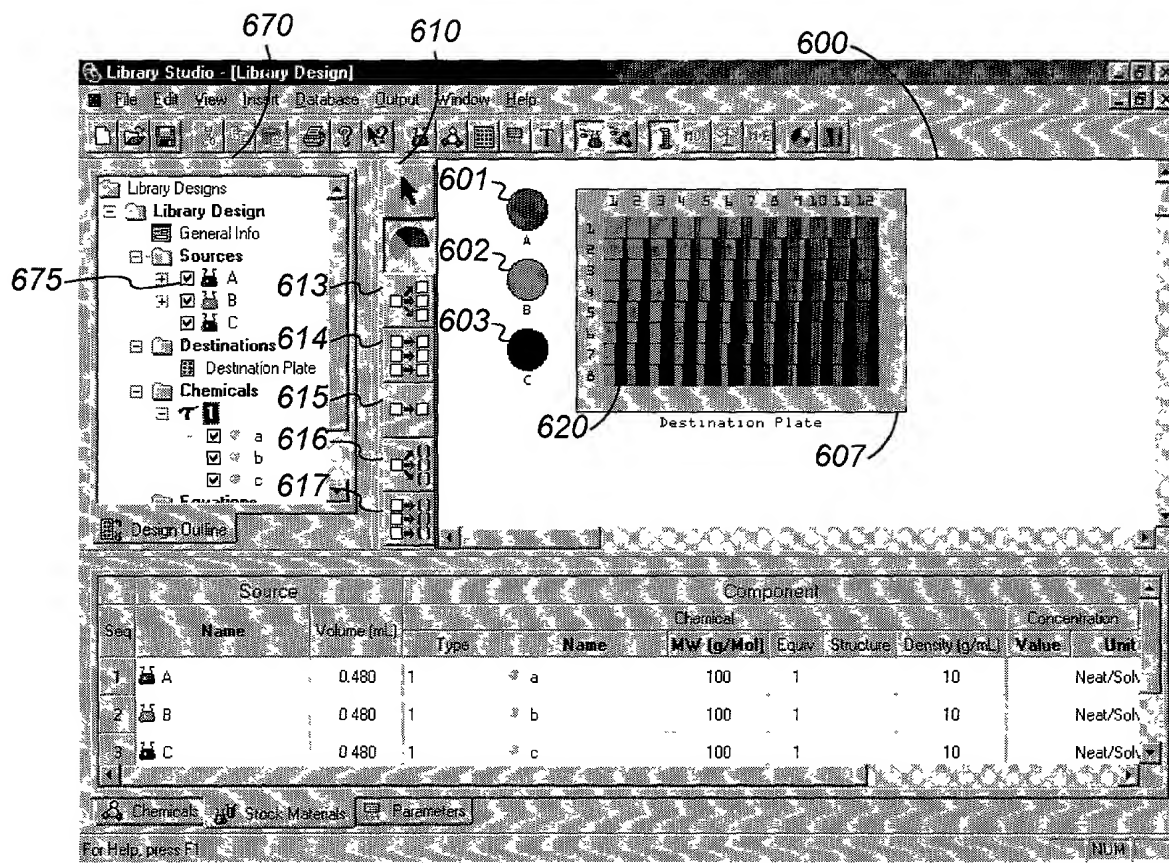 670 610 600
Library Studio - [Library Design]
File Edit View Insert Database Output Window Help
Library Designs
Library Design
General Info
Sources
A
B
C
Destinations
Destination Plate
Chemicals
1
a
b
c
Equations
Design Outline
675
613
614
615
616
617
601
A
602
B
603
C
1 2 3 4 5 6 7 8 9 10 11 12
1
2
3
4
5
6
7
8
Destination Plate
620
607
Source Component
Chemical Concentration
Seq Name Volume (mL) Type Name MW (g/Mol) Equiv Structure Density (g/mL) Value Unit
1 A 0.480 1 a 100 1 10 Neat/Solv
2 B 0 480 1 b 100 1 10 Neat/Solv
3 C 0.480 1 c 100 1 10 Neat/Solv
Chemicals Stock Materials Parameters
For Help, press F1 NUM